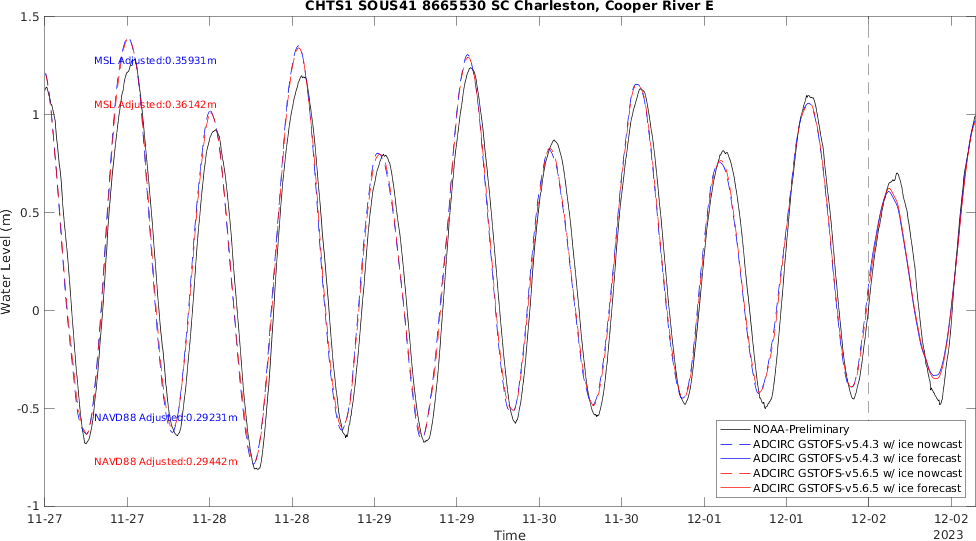 CHTS1 SOUS41 8665530 SC Charleston, Cooper River E
1.5
MSL Adjusted:0.35931m
MSL Adjusted:0.36142m
1
0.5
Water Level (m)
0
-0.5
NAVD88 Adjusted:0.29231m
NAVD88 Adjusted:0.29442m
NOAA-Preliminary
ADCIRC GSTOFS-v5.4.3 w/ ice nowcast
ADCIRC GSTOFS-v5.4.3 w/ ice forecast
ADCIRC GSTOFS-v5.6.5 w/ ice nowcast
ADCIRC GSTOFS-v5.6.5 w/ ice forecast
-1
11-27 11-27 11-28 11-28 11-29 11-29 11-30 11-30 12-01 12-01 12-02 12-02
Time
2023